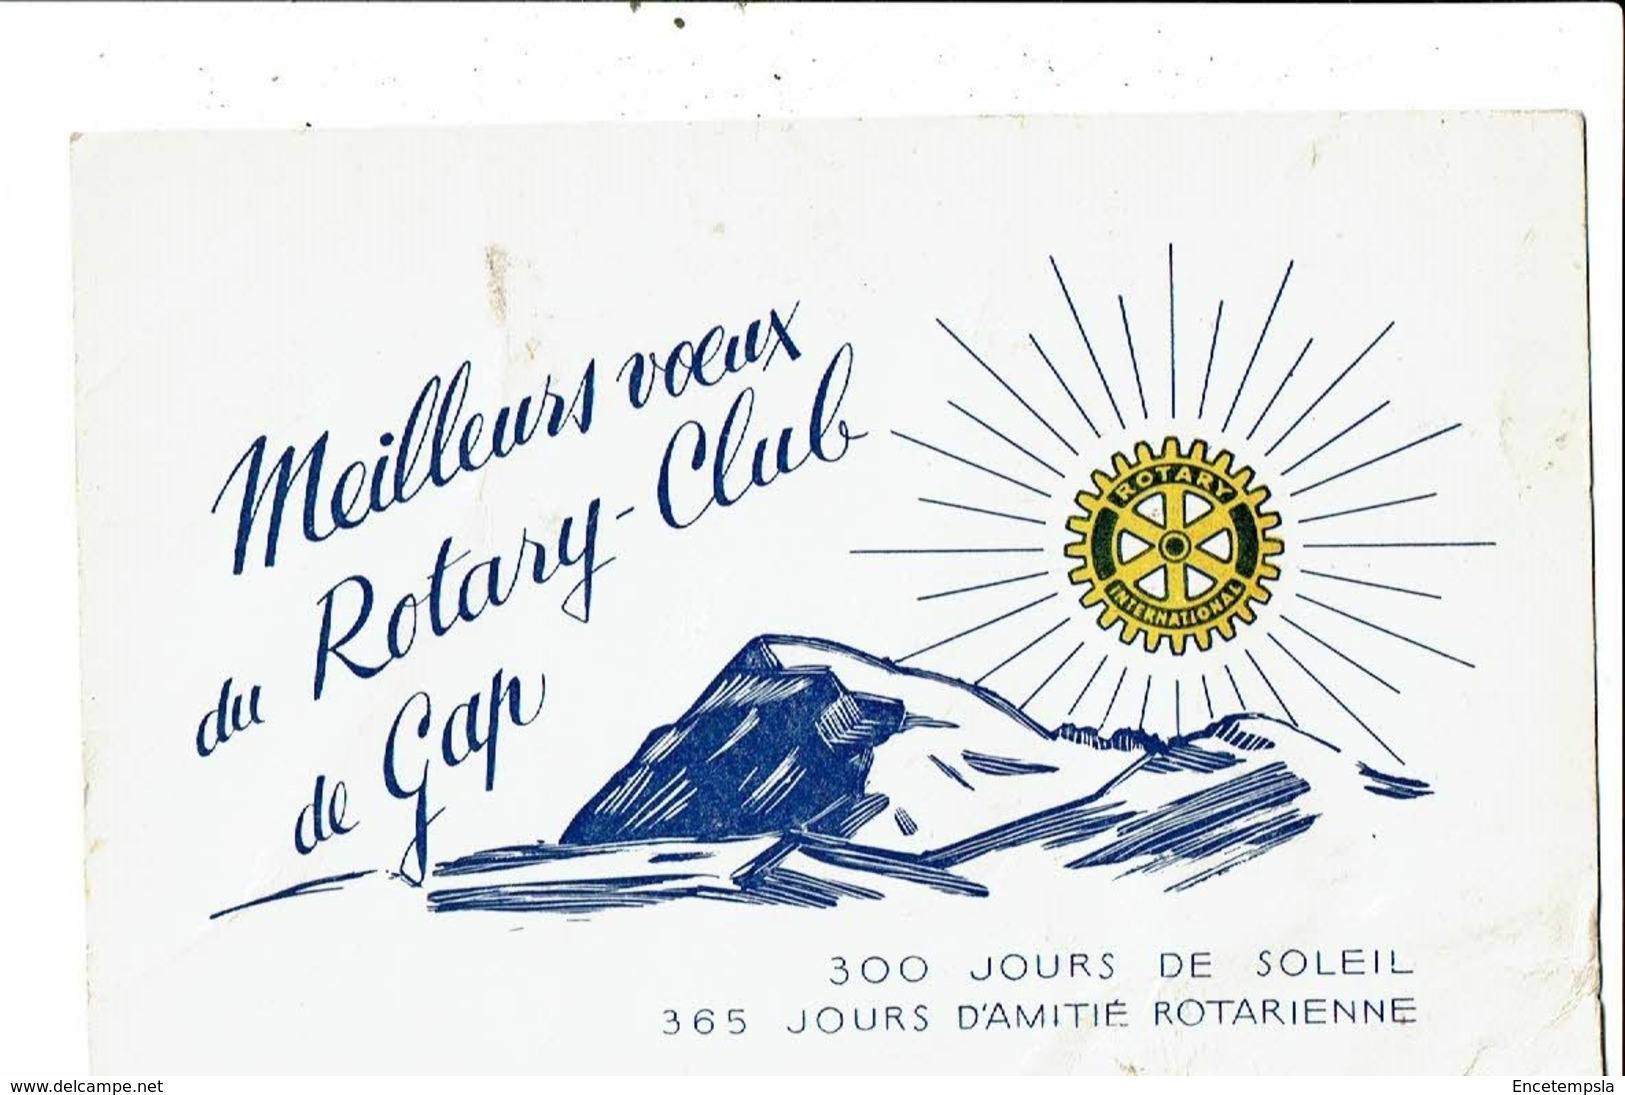 Meilleurs voeux
du Rotary-Club
de Gap
ROTARY
INTERNATIONAL
300 JOURS DE SOLEIL
365 JOURS D'AMITIÉ ROTARIENNE
www.delcampe.net
Encetempsla